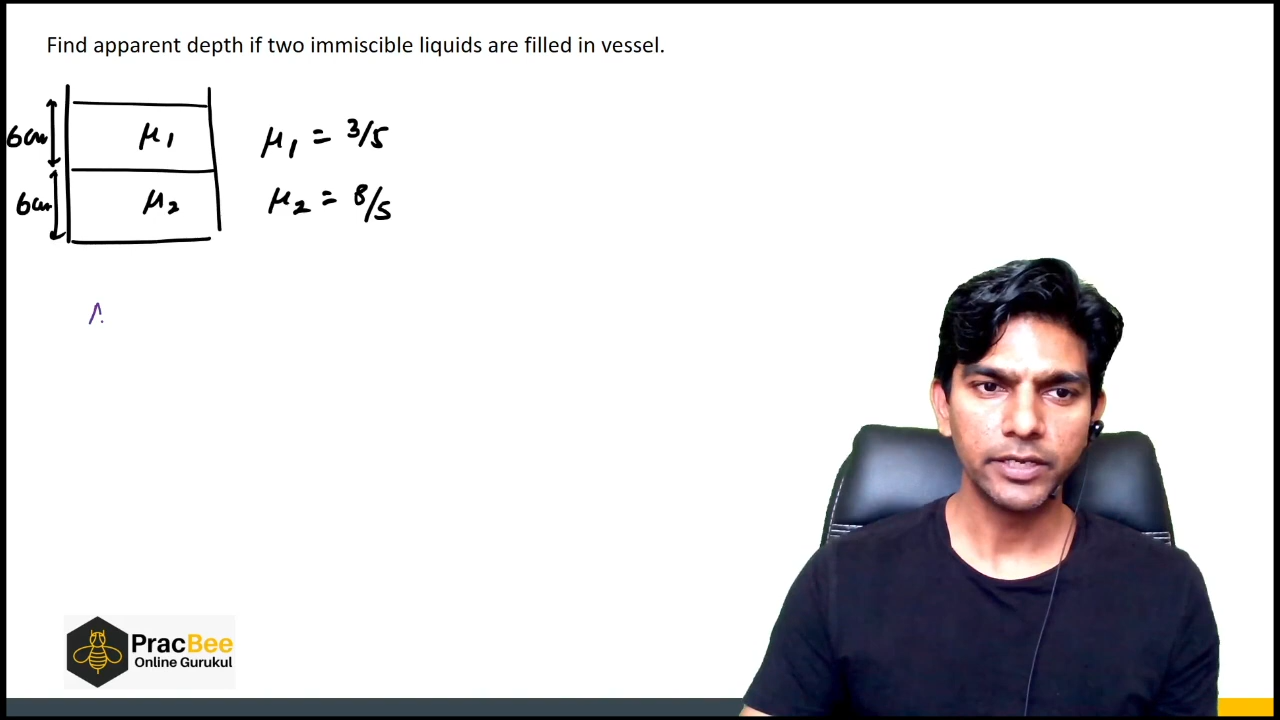 Find apparent depth if two immiscible liquids are filled in vessel.
6cm μ₁ μ₁ = 3/5
6cm μ₂ μ₂ = 8/5
PracBee
Online Gurukul